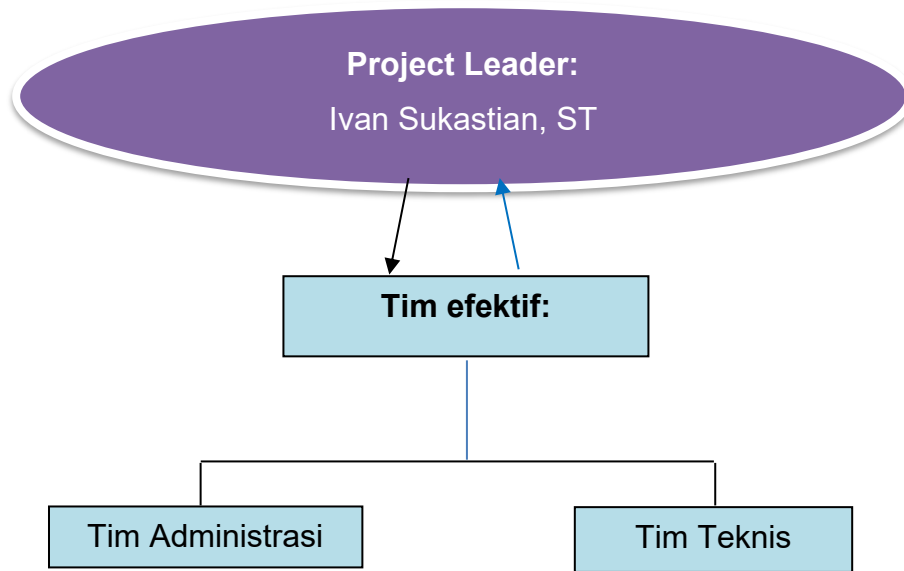 Project Leader:
Ivan Sukastian, ST
Tim efektif:
Tim Administrasi
Tim Teknis